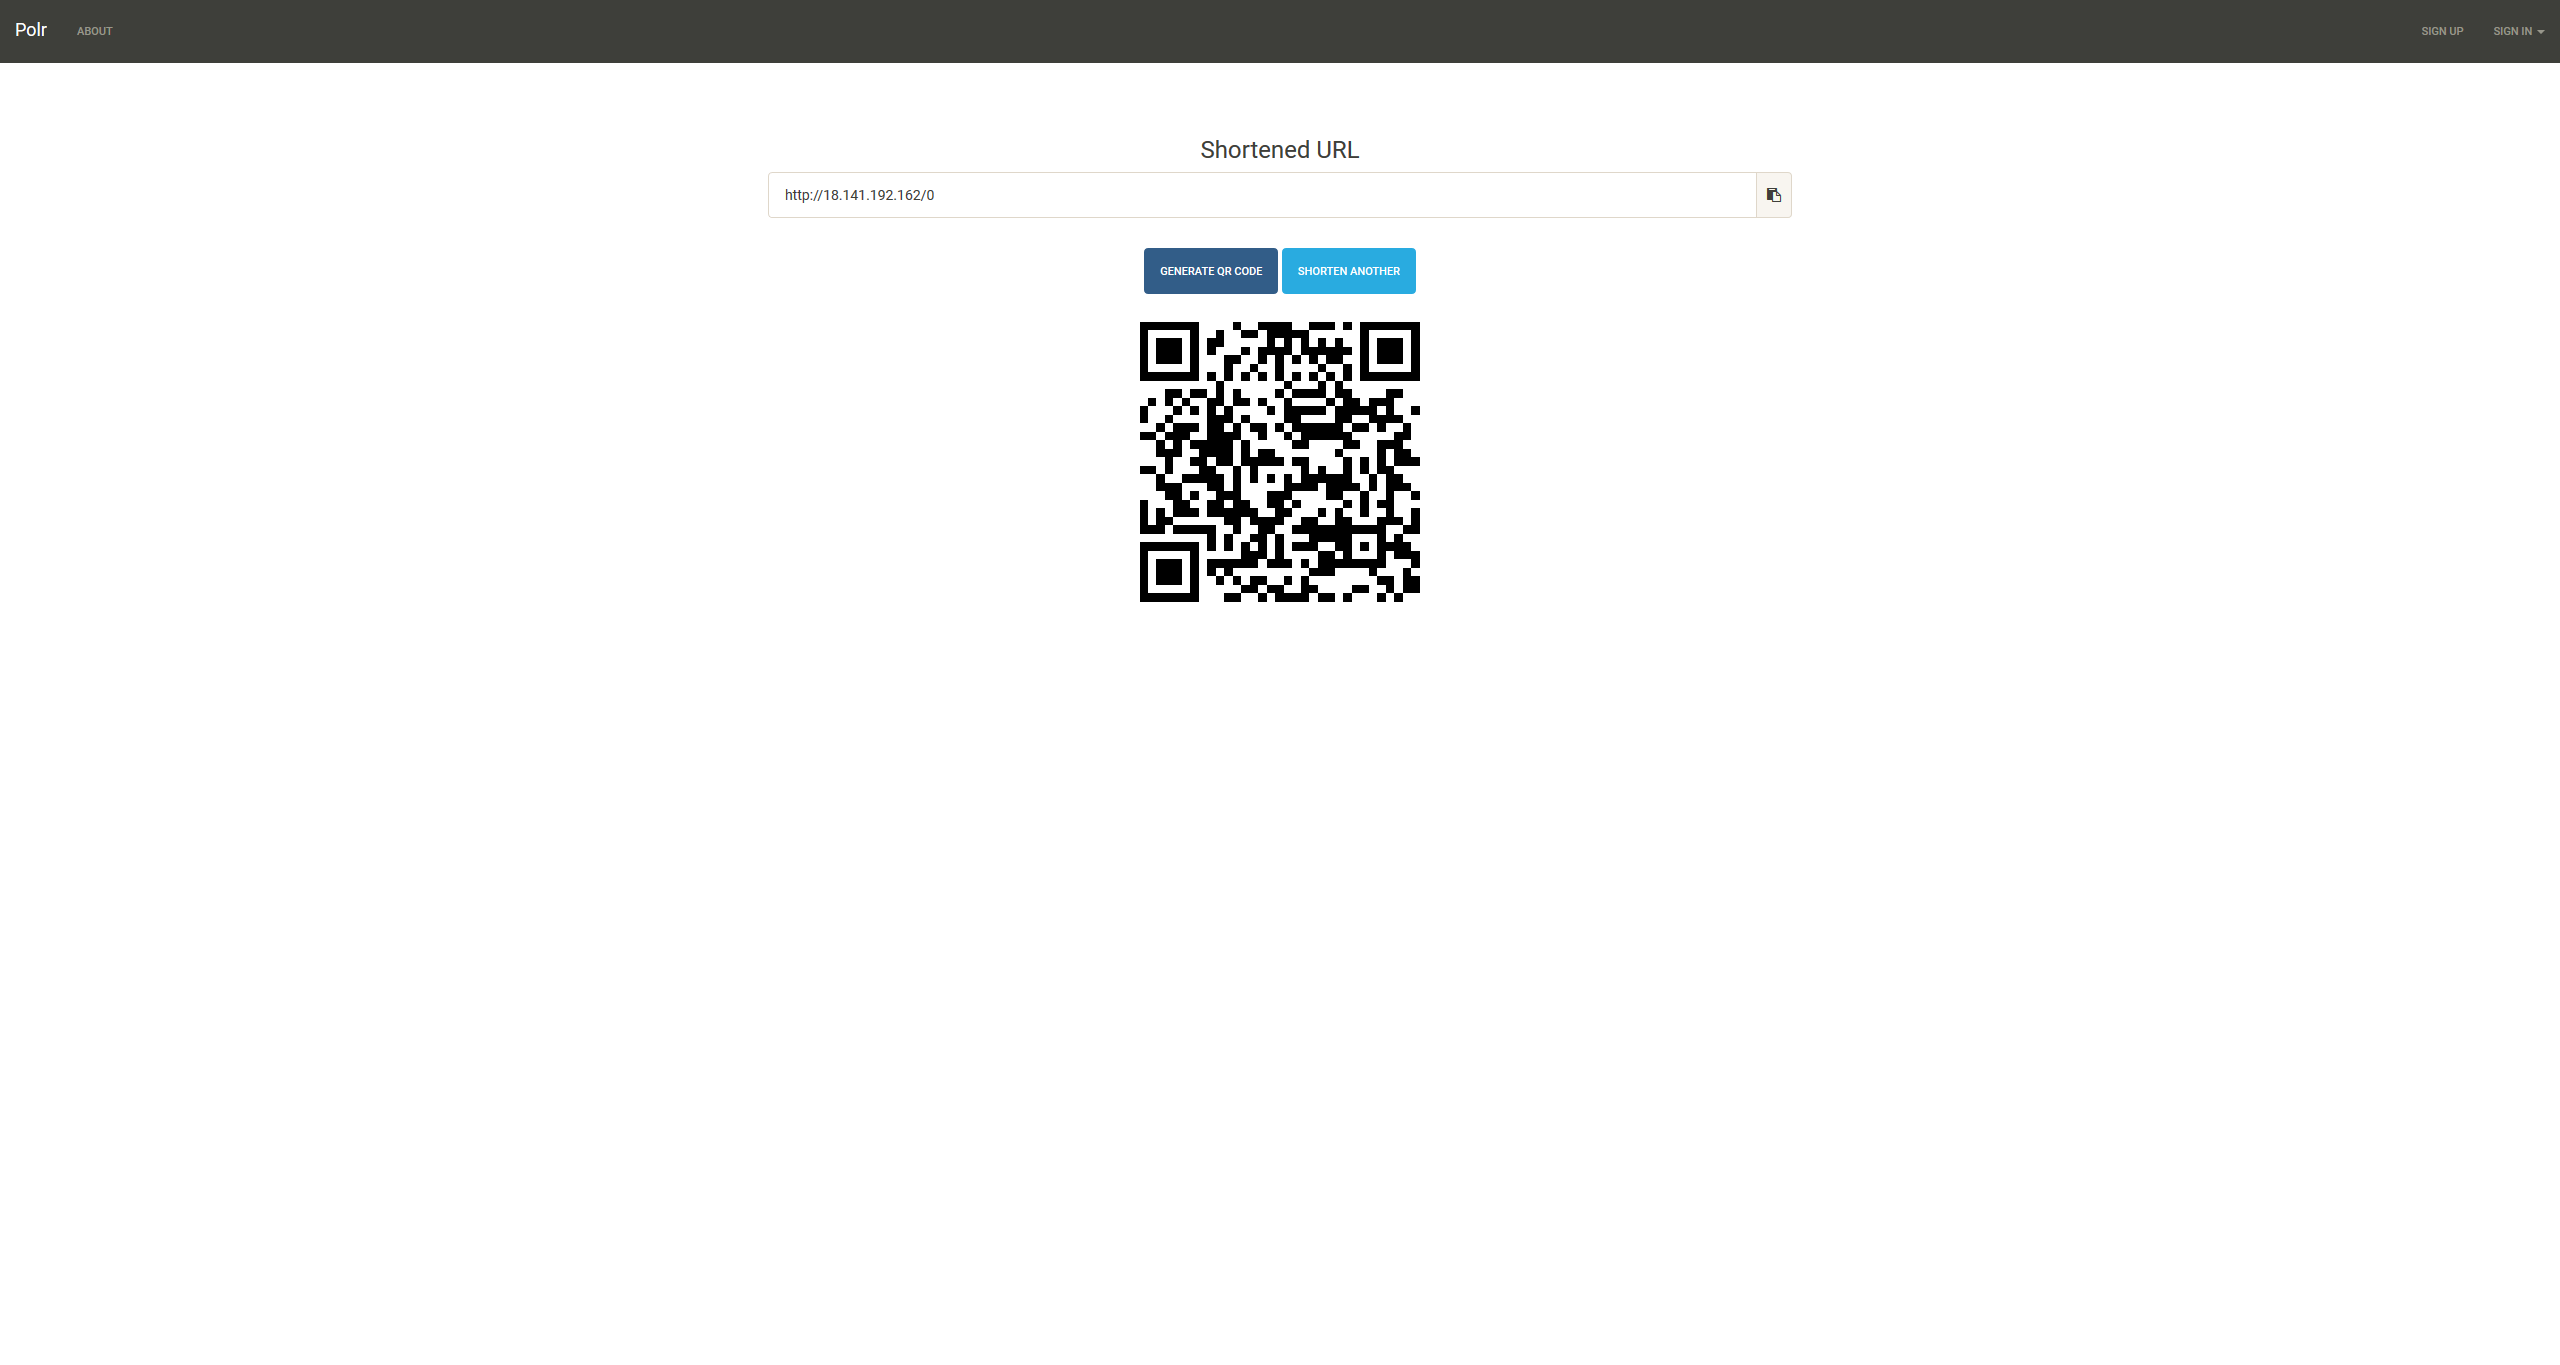 Polr ABOUT SIGN UP SIGN IN
Shortened URL
http://18.141.192.162/0
GENERATE QR CODE SHORTEN ANOTHER